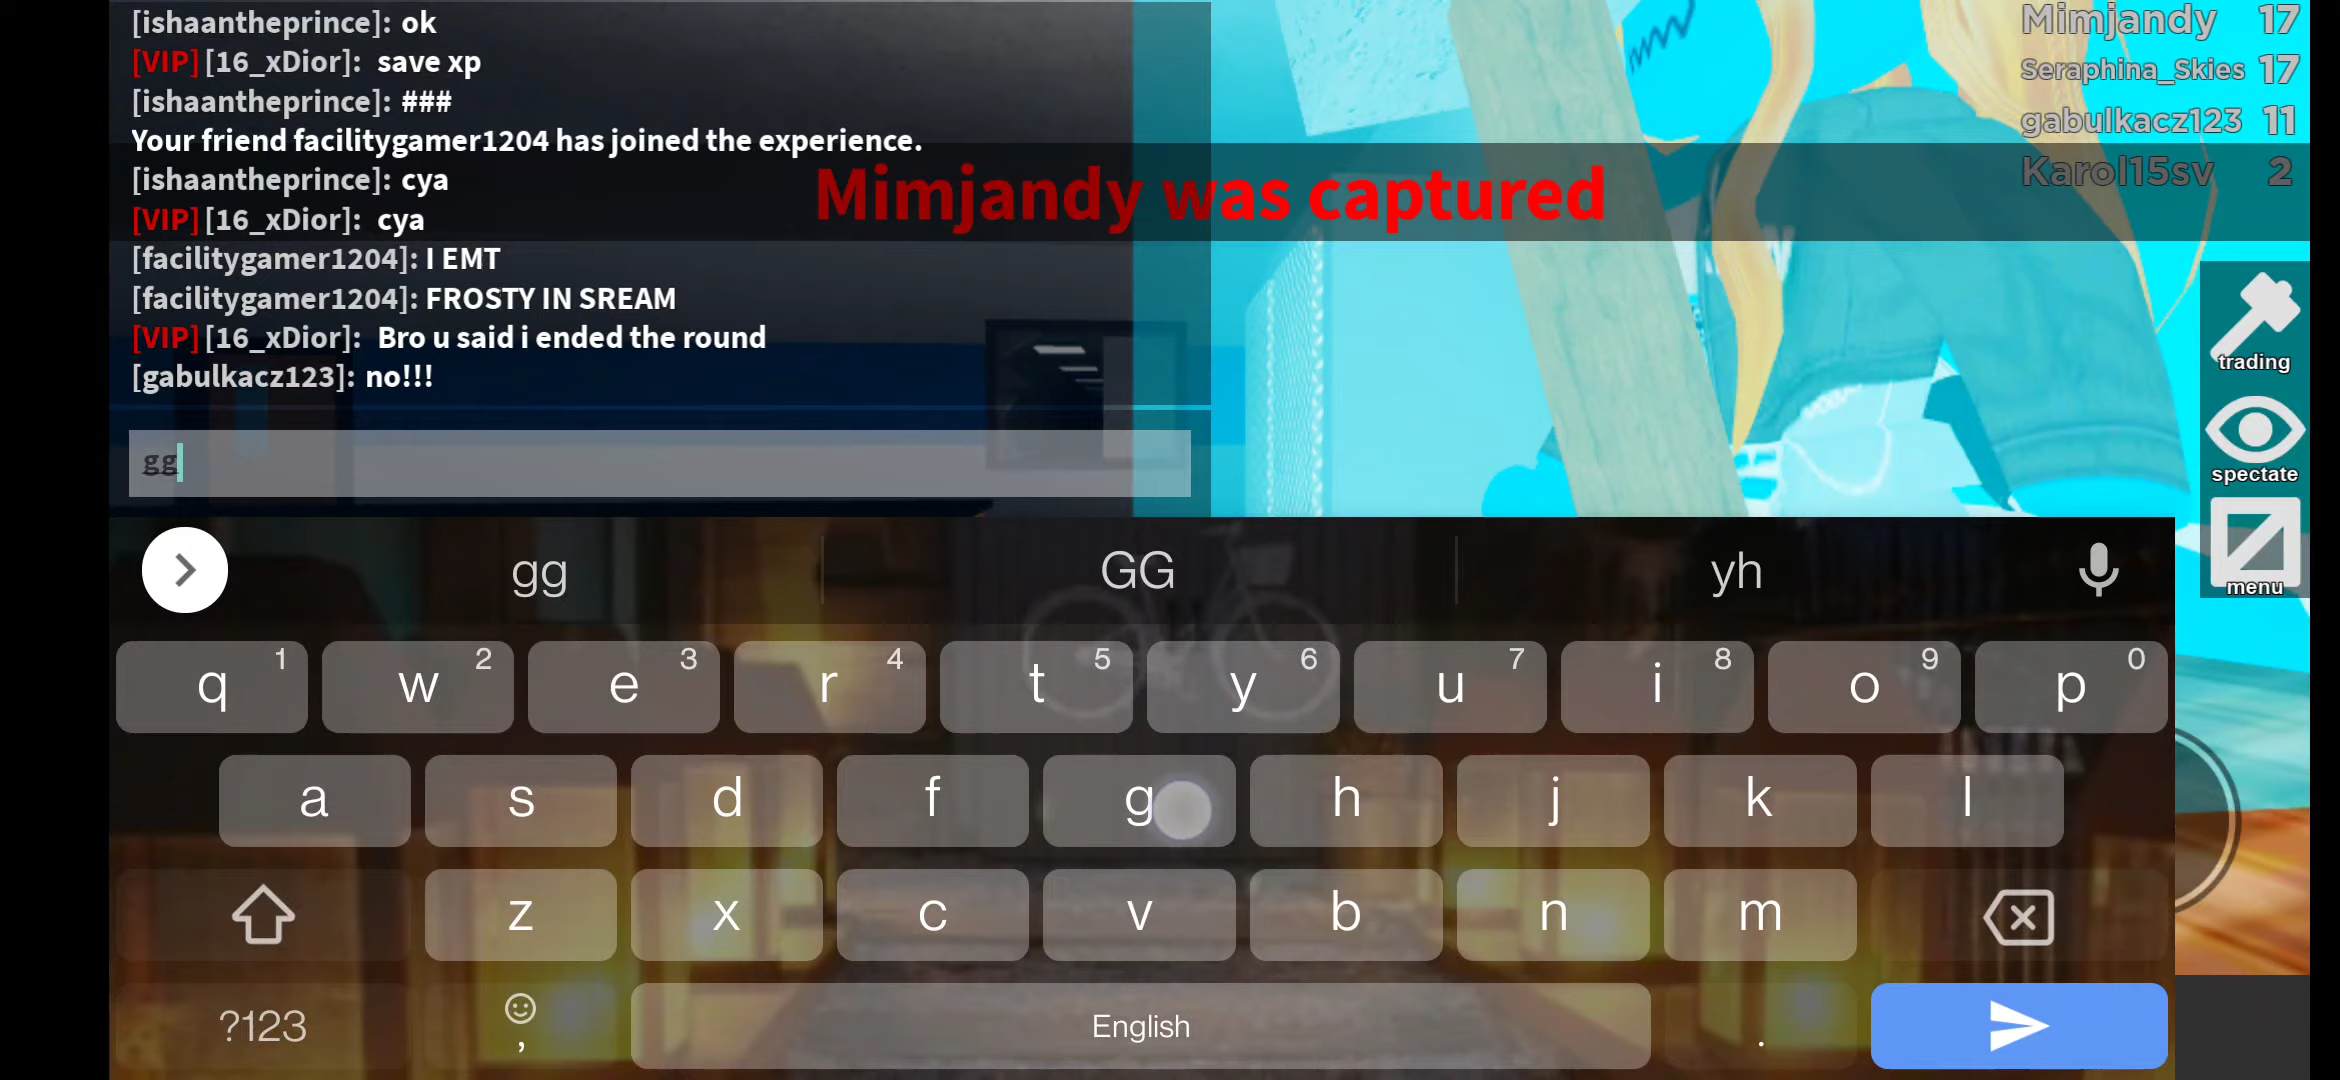 [ishaantheprince]: ok
[VIP][16_xDior]: save xp
[ishaantheprince]: ###
Your friend facilitygamer1204 has joined the experience.
[ishaantheprince]: cya
[VIP][16_xDior]: cya
[facilitygamer1204]: I EMT
[facilitygamer1204]: FROSTY IN SREAM
[VIP][16_xDior]: Bro u said i ended the round
[gabulkacz123]: no!!!
Mimjandy was captured
Mimjandy 17
Seraphina_Skies 17
gabulkacz123 11
Karol15sv 2
trading
spectate
menu
gg
gg GG yh
q 1 w 2 e 3 r 4 t 5 y 6 u 7 i 8 o 9 p 0
a s d f g h j k l
z x c v b n m
?123 , English .